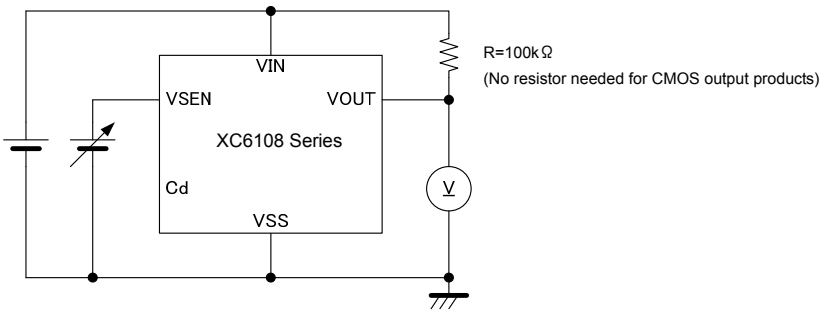 R=100kΩ
(No resistor needed for CMOS output products)
VIN
VSEN
VOUT
XC6108 Series
Cd
V
VSS